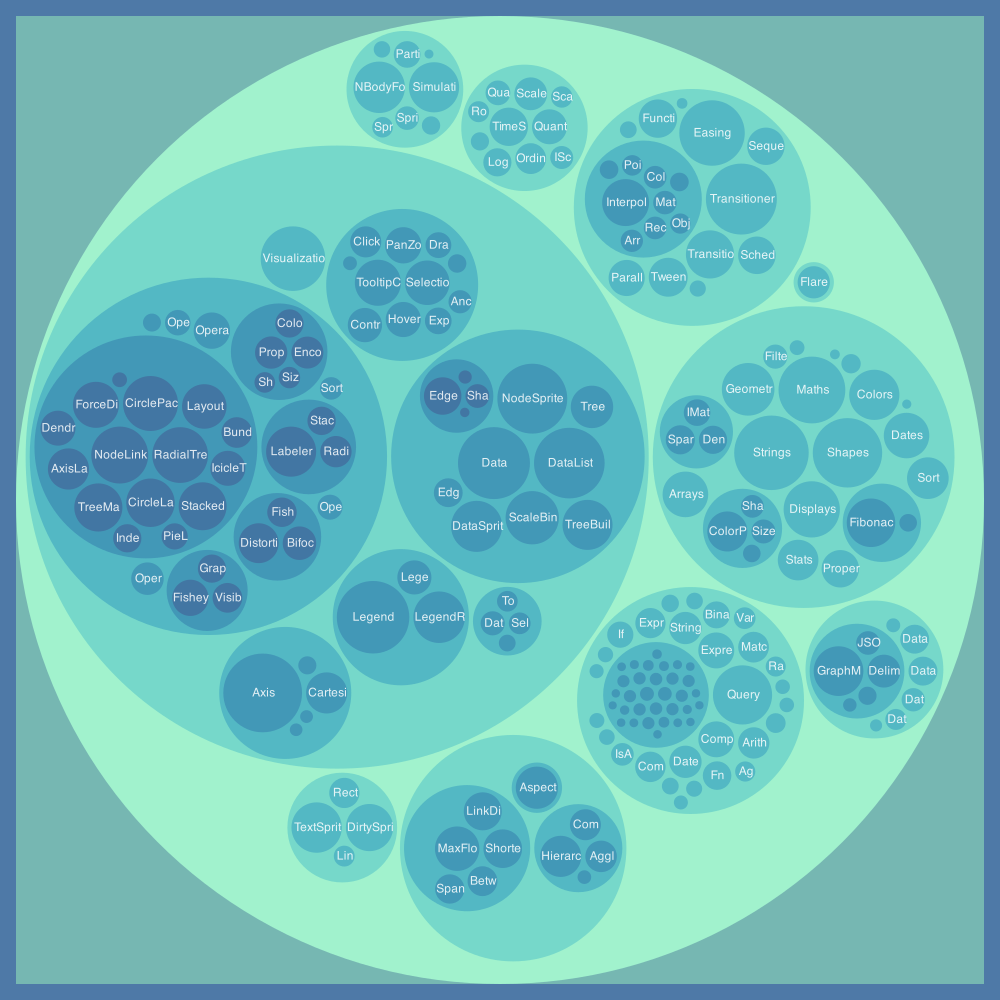 Parti
NBodyFo
Simulati
Spr
Spri
Qua
Scale
Sca
Ro
TimeS
Quant
Log
Ordin
ISc
Functi
Easing
Seque
Poi
Col
Interpol
Mat
Rec
Obj
Arr
Transitioner
Transitio
Sched
Parall
Tween
Flare
Visualizatio
Click
PanZo
Dra
TooltipC
Selectio
Anc
Contr
Hover
Exp
Ope
Opera
Colo
Prop
Enco
Sh
Siz
Sort
ForceDi
CirclePac
Layout
Dendr
Bund
NodeLink
RadialTre
AxisLa
IcicleT
TreeMa
CircleLa
Stacked
Inde
PieL
Stac
Labeler
Radi
Ope
Fish
Distorti
Bifoc
Oper
Grap
Fishey
Visib
Edge
Sha
NodeSprite
Tree
Data
DataList
Edg
DataSprit
ScaleBin
TreeBuil
Lege
Legend
LegendR
To
Dat
Sel
Axis
Cartesi
Filte
Geometr
Maths
Colors
IMat
Spar
Den
Strings
Shapes
Dates
Sort
Arrays
Sha
ColorP
Size
Displays
Fibonac
Stats
Proper
If
Expr
String
Bina
Var
Expre
Matc
Ra
Query
IsA
Com
Date
Comp
Arith
Fn
Ag
JSO
GraphM
Delim
Data
Data
Dat
Dat
Rect
TextSprit
DirtySpri
Lin
Aspect
LinkDi
MaxFlo
Shorte
Span
Betw
Com
Hierarc
Aggl